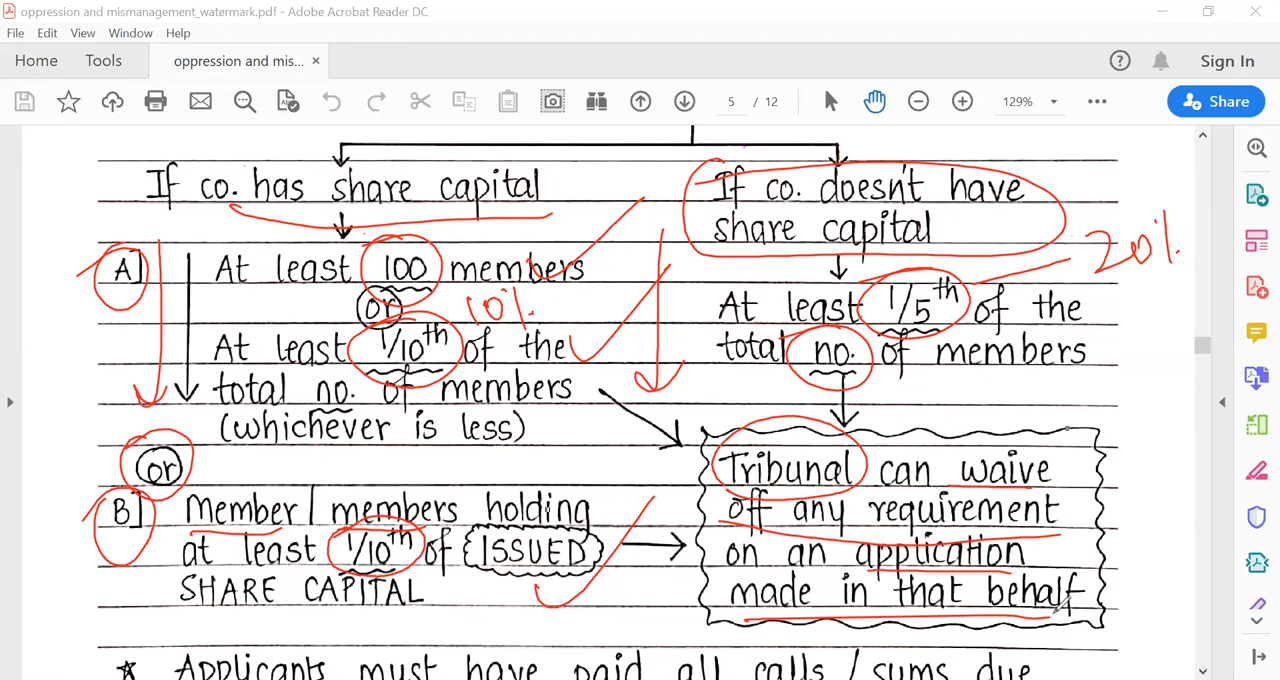 oppression and mismanagement_watermark.pdf - Adobe Acrobat Reader DC
File Edit View Window Help
Home Tools oppression and mis... ×
Sign In
5 / 12
129%
Share
If co. has share capital
A] At least 100 members
or
10%
At least 1/10th of the
total no. of members
(whichever is less)
or
B] Member / members holding
at least 1/10th of ISSUED
SHARE CAPITAL
If co. doesn't have
share capital
20%
At least 1/5th of the
total no. of members
Tribunal can waive
off any requirement
on an application
made in that behalf
* Applicants must have paid all calls / sums due